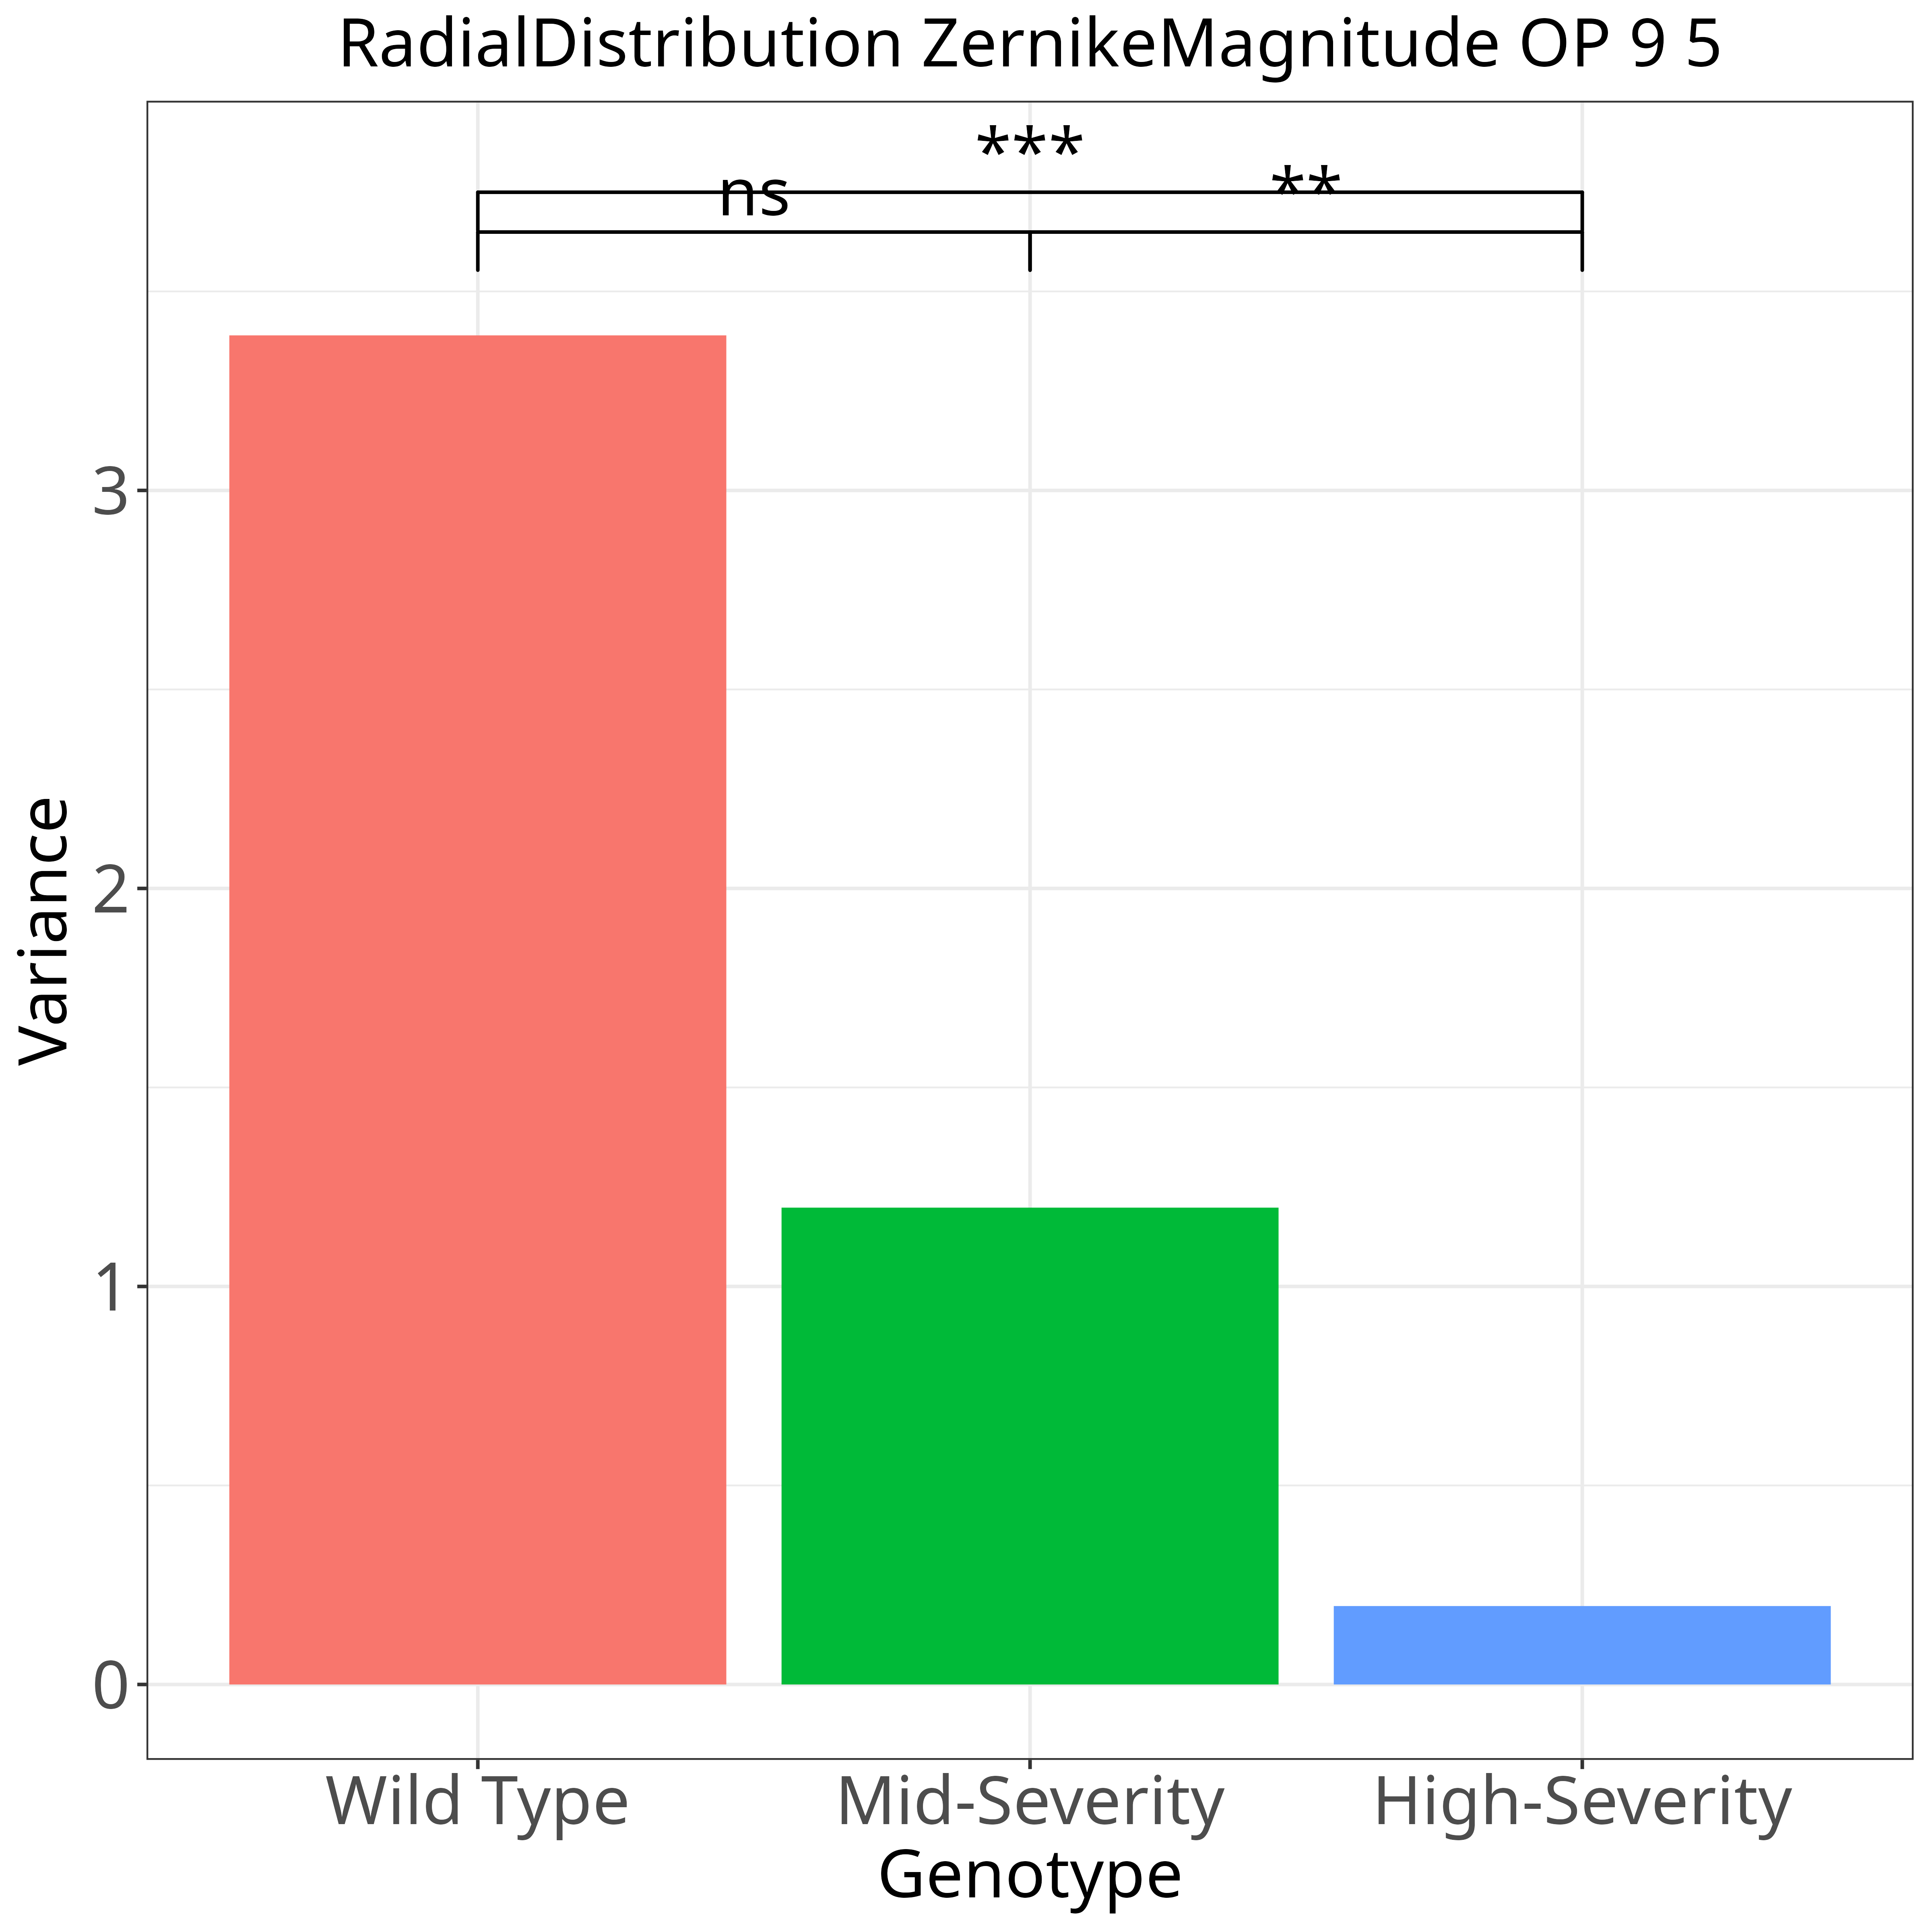 RadialDistribution ZernikeMagnitude OP 9 5
***
ns
**
3
2
1
0
Variance
Wild Type
Mid-Severity
High-Severity
Genotype